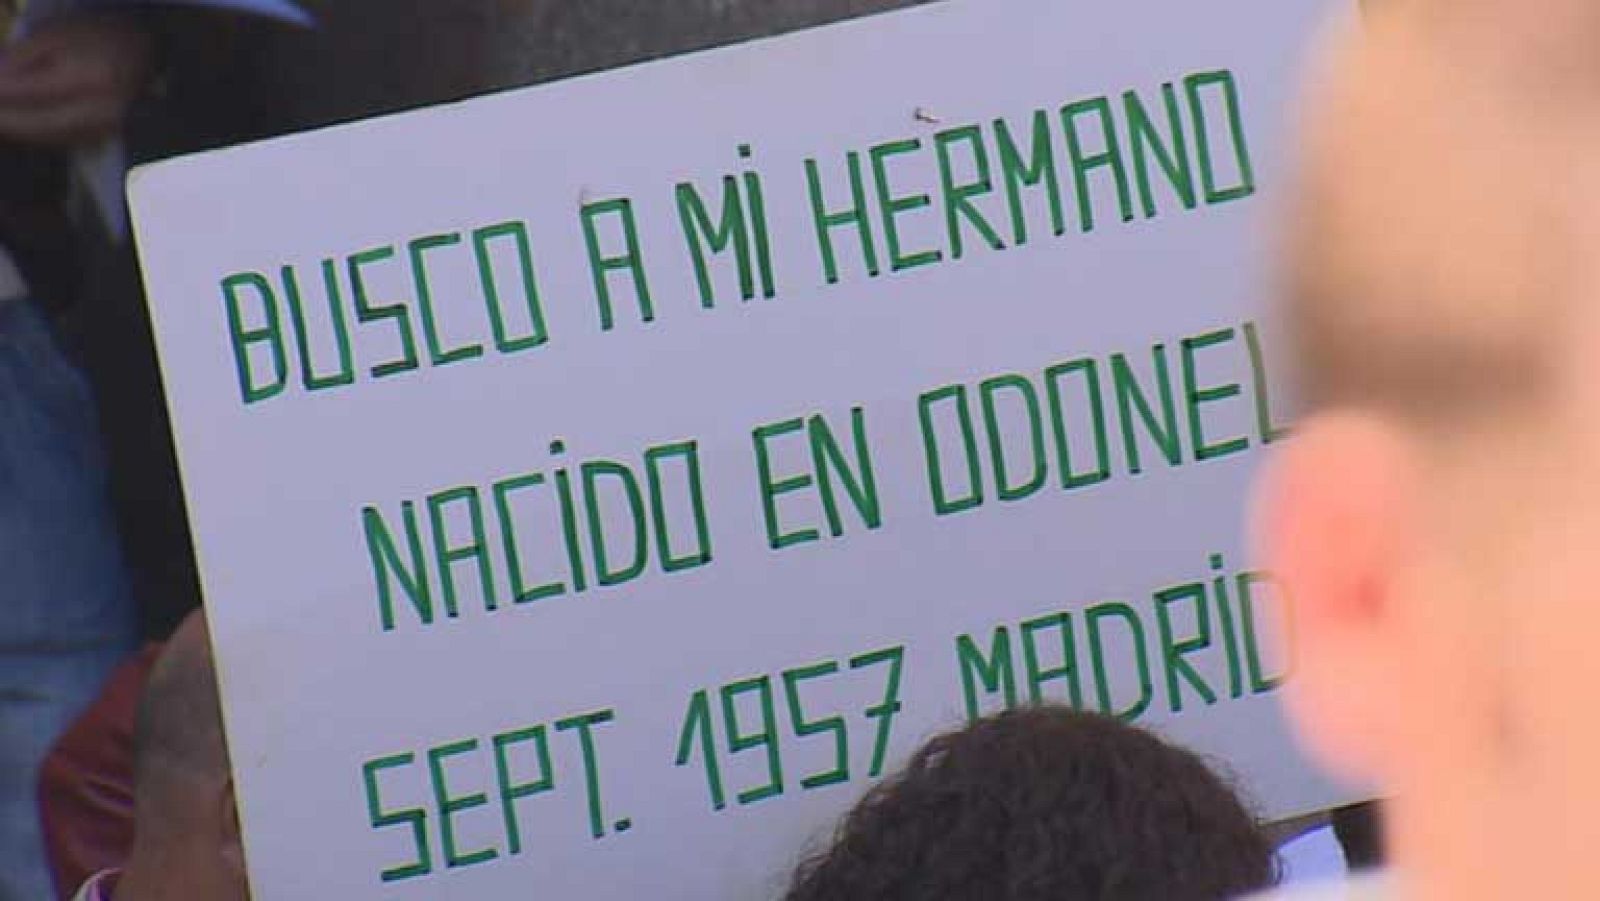 BUSCO A Mi HERMANO
NACiDO EN ODONEL
SEPT. 1957 MADRiD